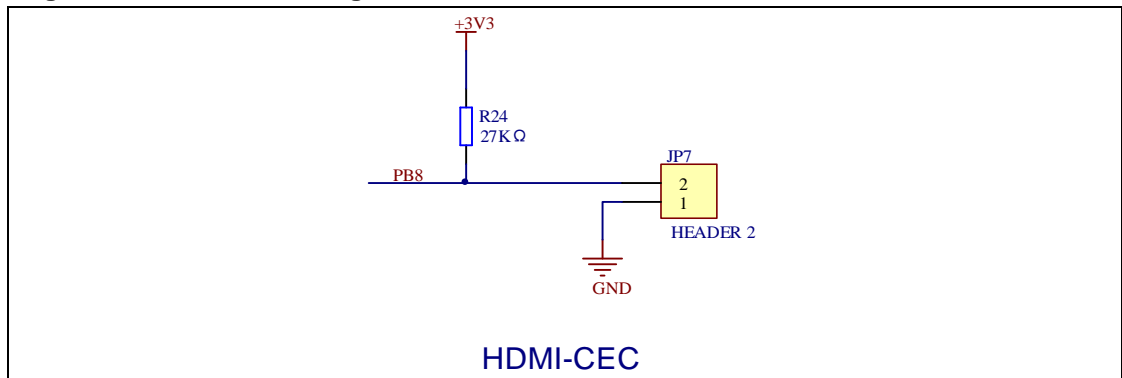 +3V3
R24
27KΩ
PB8
JP7
2
1
HEADER 2
GND
HDMI-CEC